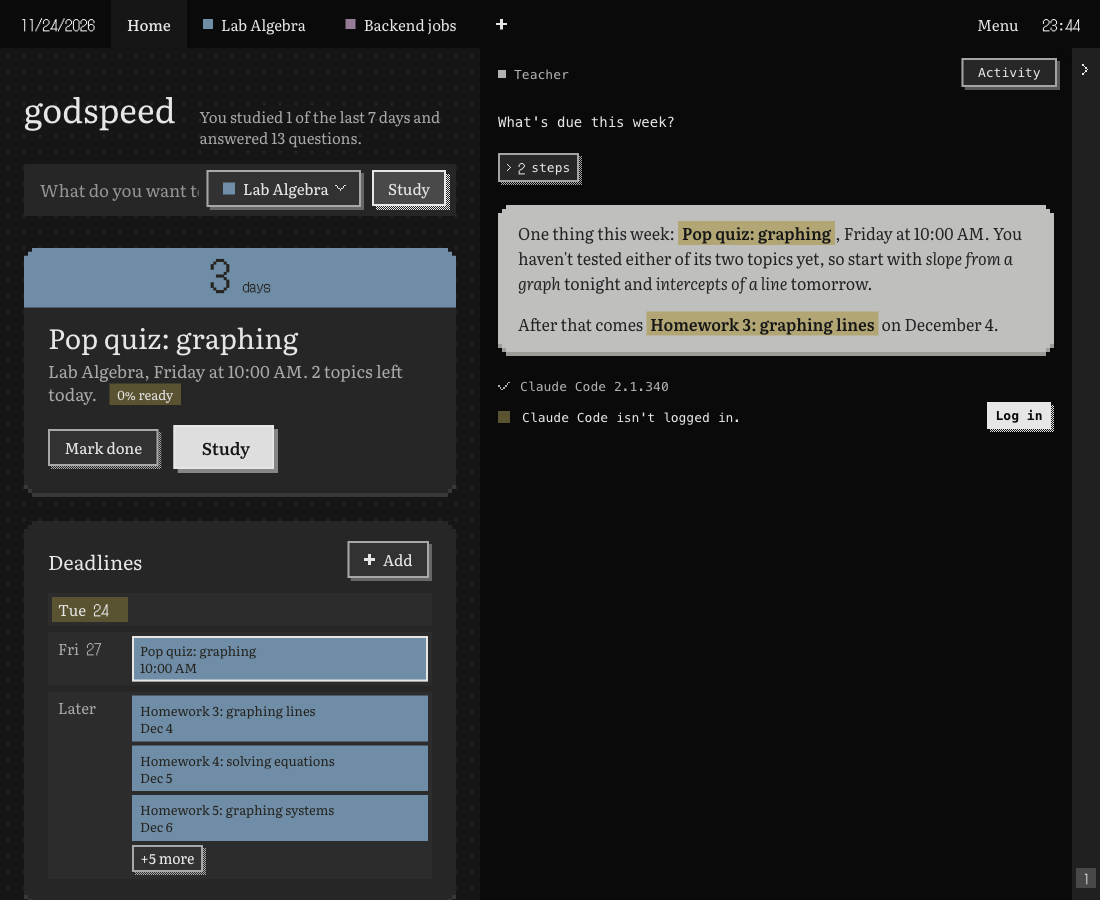 11/24/2026
Home
Lab Algebra
Backend jobs
Menu
23:44
godspeed
You studied 1 of the last 7 days and
answered 13 questions.
What do you want t
Lab Algebra
Study
3 days
Pop quiz: graphing
Lab Algebra, Friday at 10:00 AM. 2 topics left
today. 0% ready
Mark done
Study
Deadlines
+ Add
Tue 24
Fri 27
Pop quiz: graphing
10:00 AM
Later
Homework 3: graphing lines
Dec 4
Homework 4: solving equations
Dec 5
Homework 5: graphing systems
Dec 6
+5 more
Teacher
Activity
What's due this week?
2 steps
One thing this week: Pop quiz: graphing, Friday at 10:00 AM. You
haven't tested either of its two topics yet, so start with slope from a
graph tonight and intercepts of a line tomorrow.
After that comes Homework 3: graphing lines on December 4.
Claude Code 2.1.340
Claude Code isn't logged in.
Log in
1